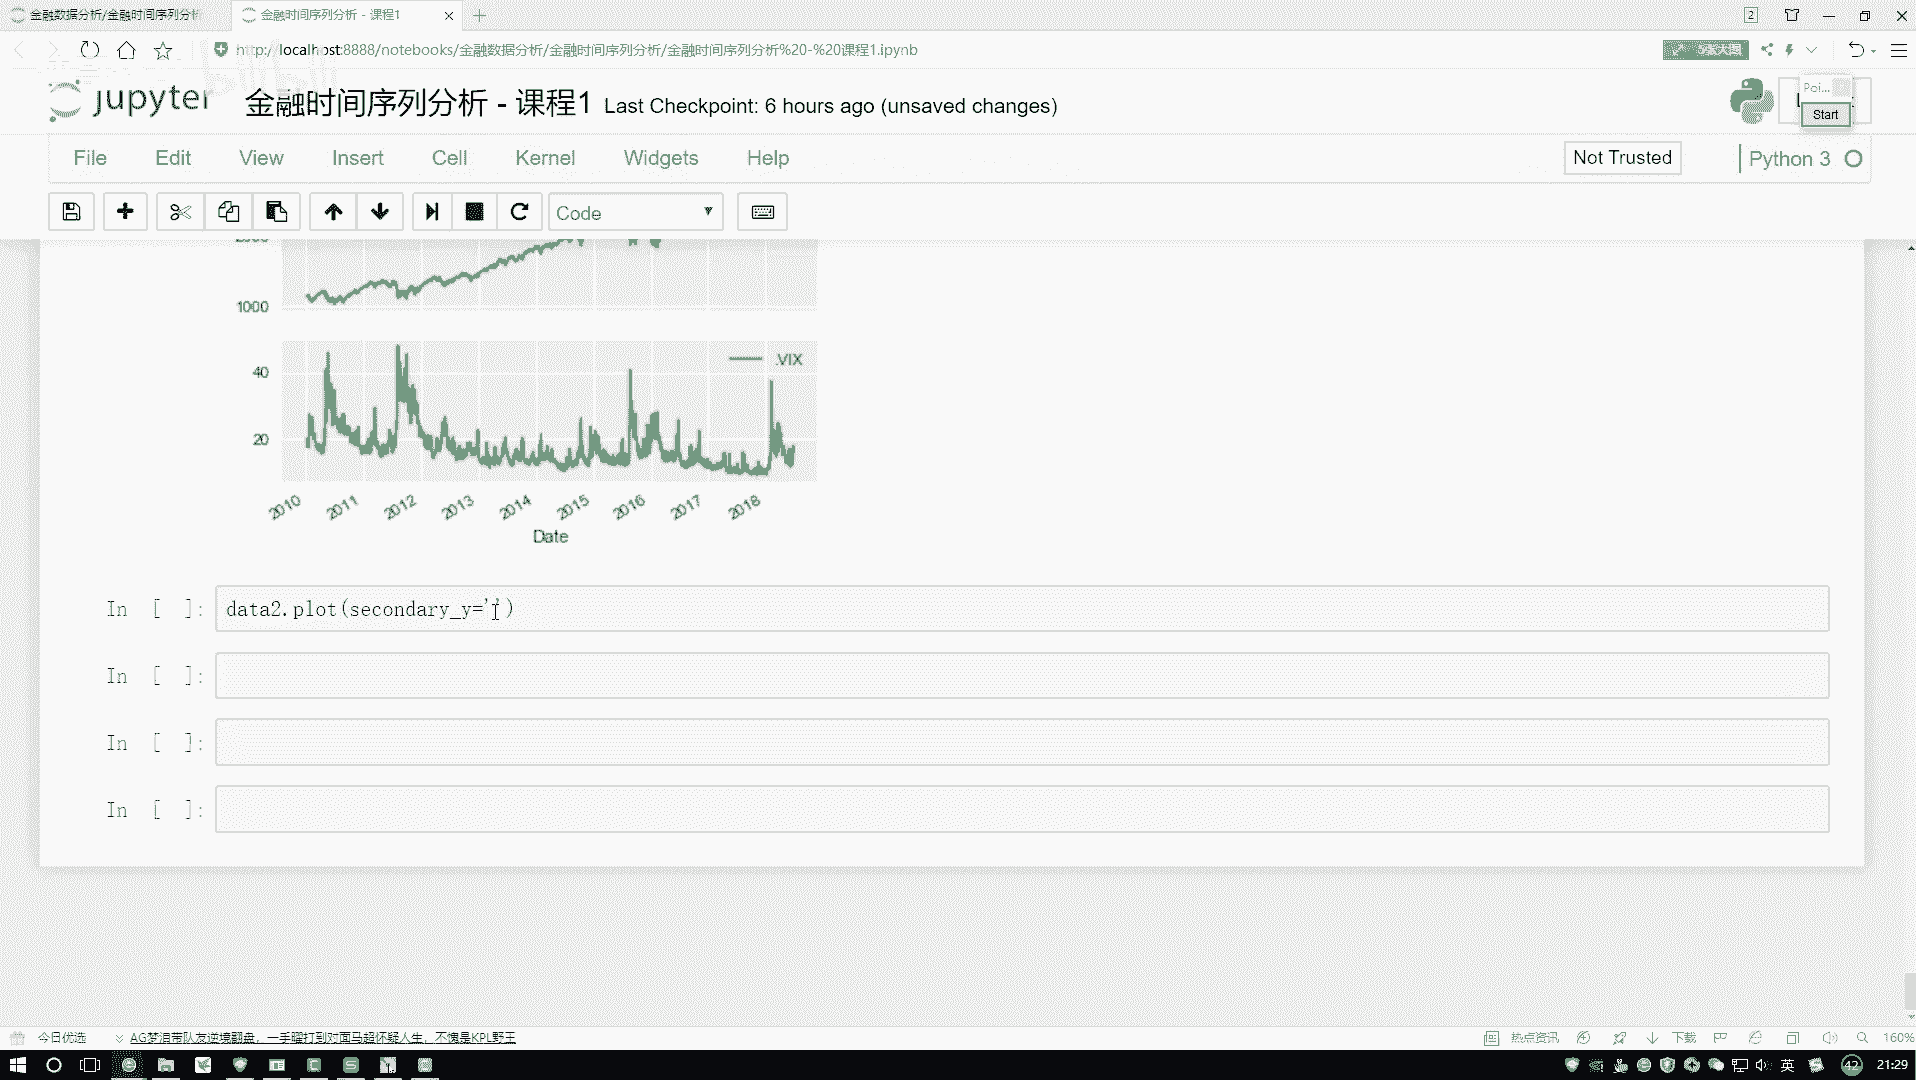 金融数据分析/金融时间序列分析
金融时间序列分析 - 课程1
2
http://localhost:8888/notebooks/金融数据分析/金融时间序列分析/金融时间序列分析%20-%20课程1.ipynb
jupyter
金融时间序列分析 - 课程1 Last Checkpoint: 6 hours ago (unsaved changes)
Poi...
Start
File Edit View Insert Cell Kernel Widgets Help
Not Trusted
Python 3
Code
1000
.VIX
40
20
2010 2011 2012 2013 2014 2015 2016 2017 2018
Date
In [ ]: data2.plot(secondary_y='')
In [ ]:
In [ ]:
In [ ]:
今日优选
AG梦泪带队友逆境翻盘，一手曜打到对面马超怀疑人生，不愧是KPL野王
热点资讯
下载
160%
英
42
21:29